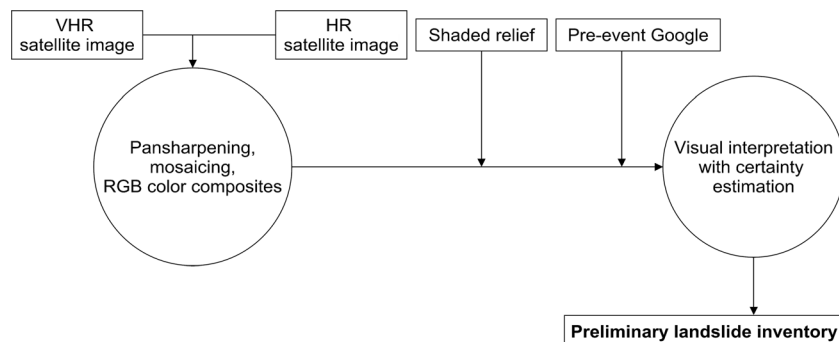 VHR
satellite image
HR
satellite image
Shaded relief
Pre-event Google
Pansharpening,
mosaicing,
RGB color composites
Visual interpretation
with certainty
estimation
Preliminary landslide inventory